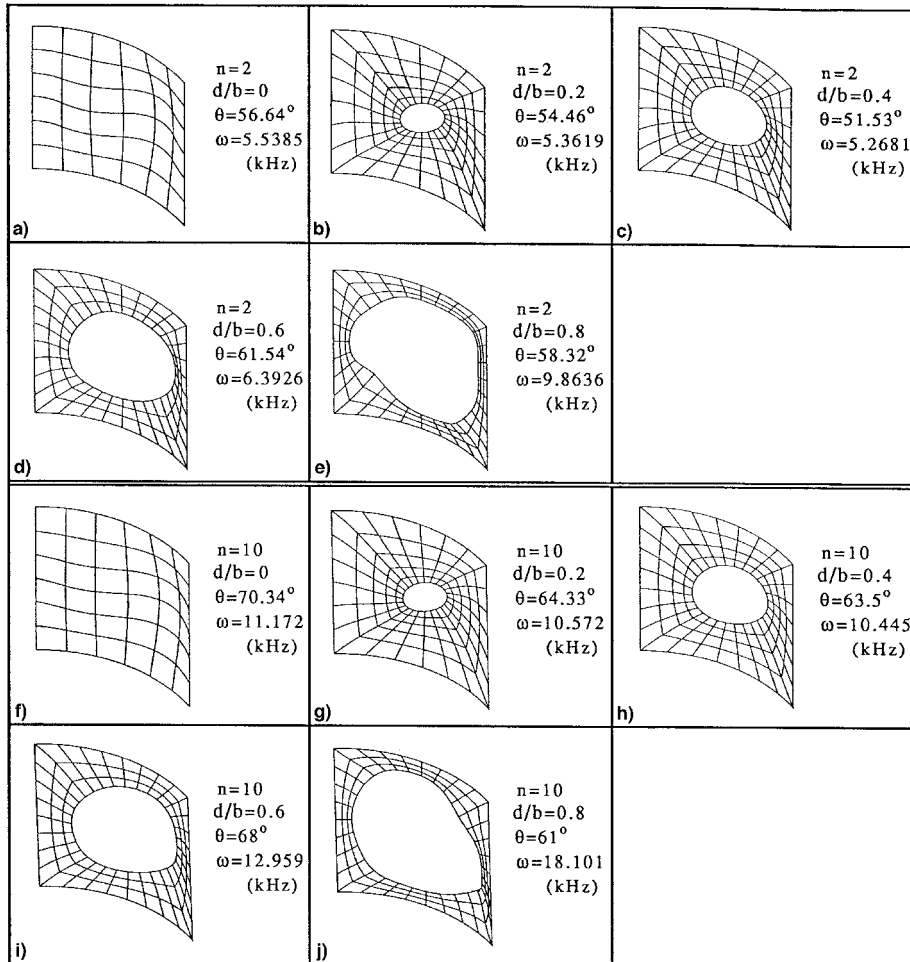 n=2
d/b=0
θ=56.64°
ω=5.5385
(kHz)
a)
n=2
d/b=0.2
θ=54.46°
ω=5.3619
(kHz)
b)
n=2
d/b=0.4
θ=51.53°
ω=5.2681
(kHz)
c)
n=2
d/b=0.6
θ=61.54°
ω=6.3926
(kHz)
d)
n=2
d/b=0.8
θ=58.32°
ω=9.8636
(kHz)
e)
n=10
d/b=0
θ=70.34°
ω=11.172
(kHz)
f)
n=10
d/b=0.2
θ=64.33°
ω=10.572
(kHz)
g)
n=10
d/b=0.4
θ=63.5°
ω=10.445
(kHz)
h)
n=10
d/b=0.6
θ=68°
ω=12.959
(kHz)
i)
n=10
d/b=0.8
θ=61°
ω=18.101
(kHz)
j)